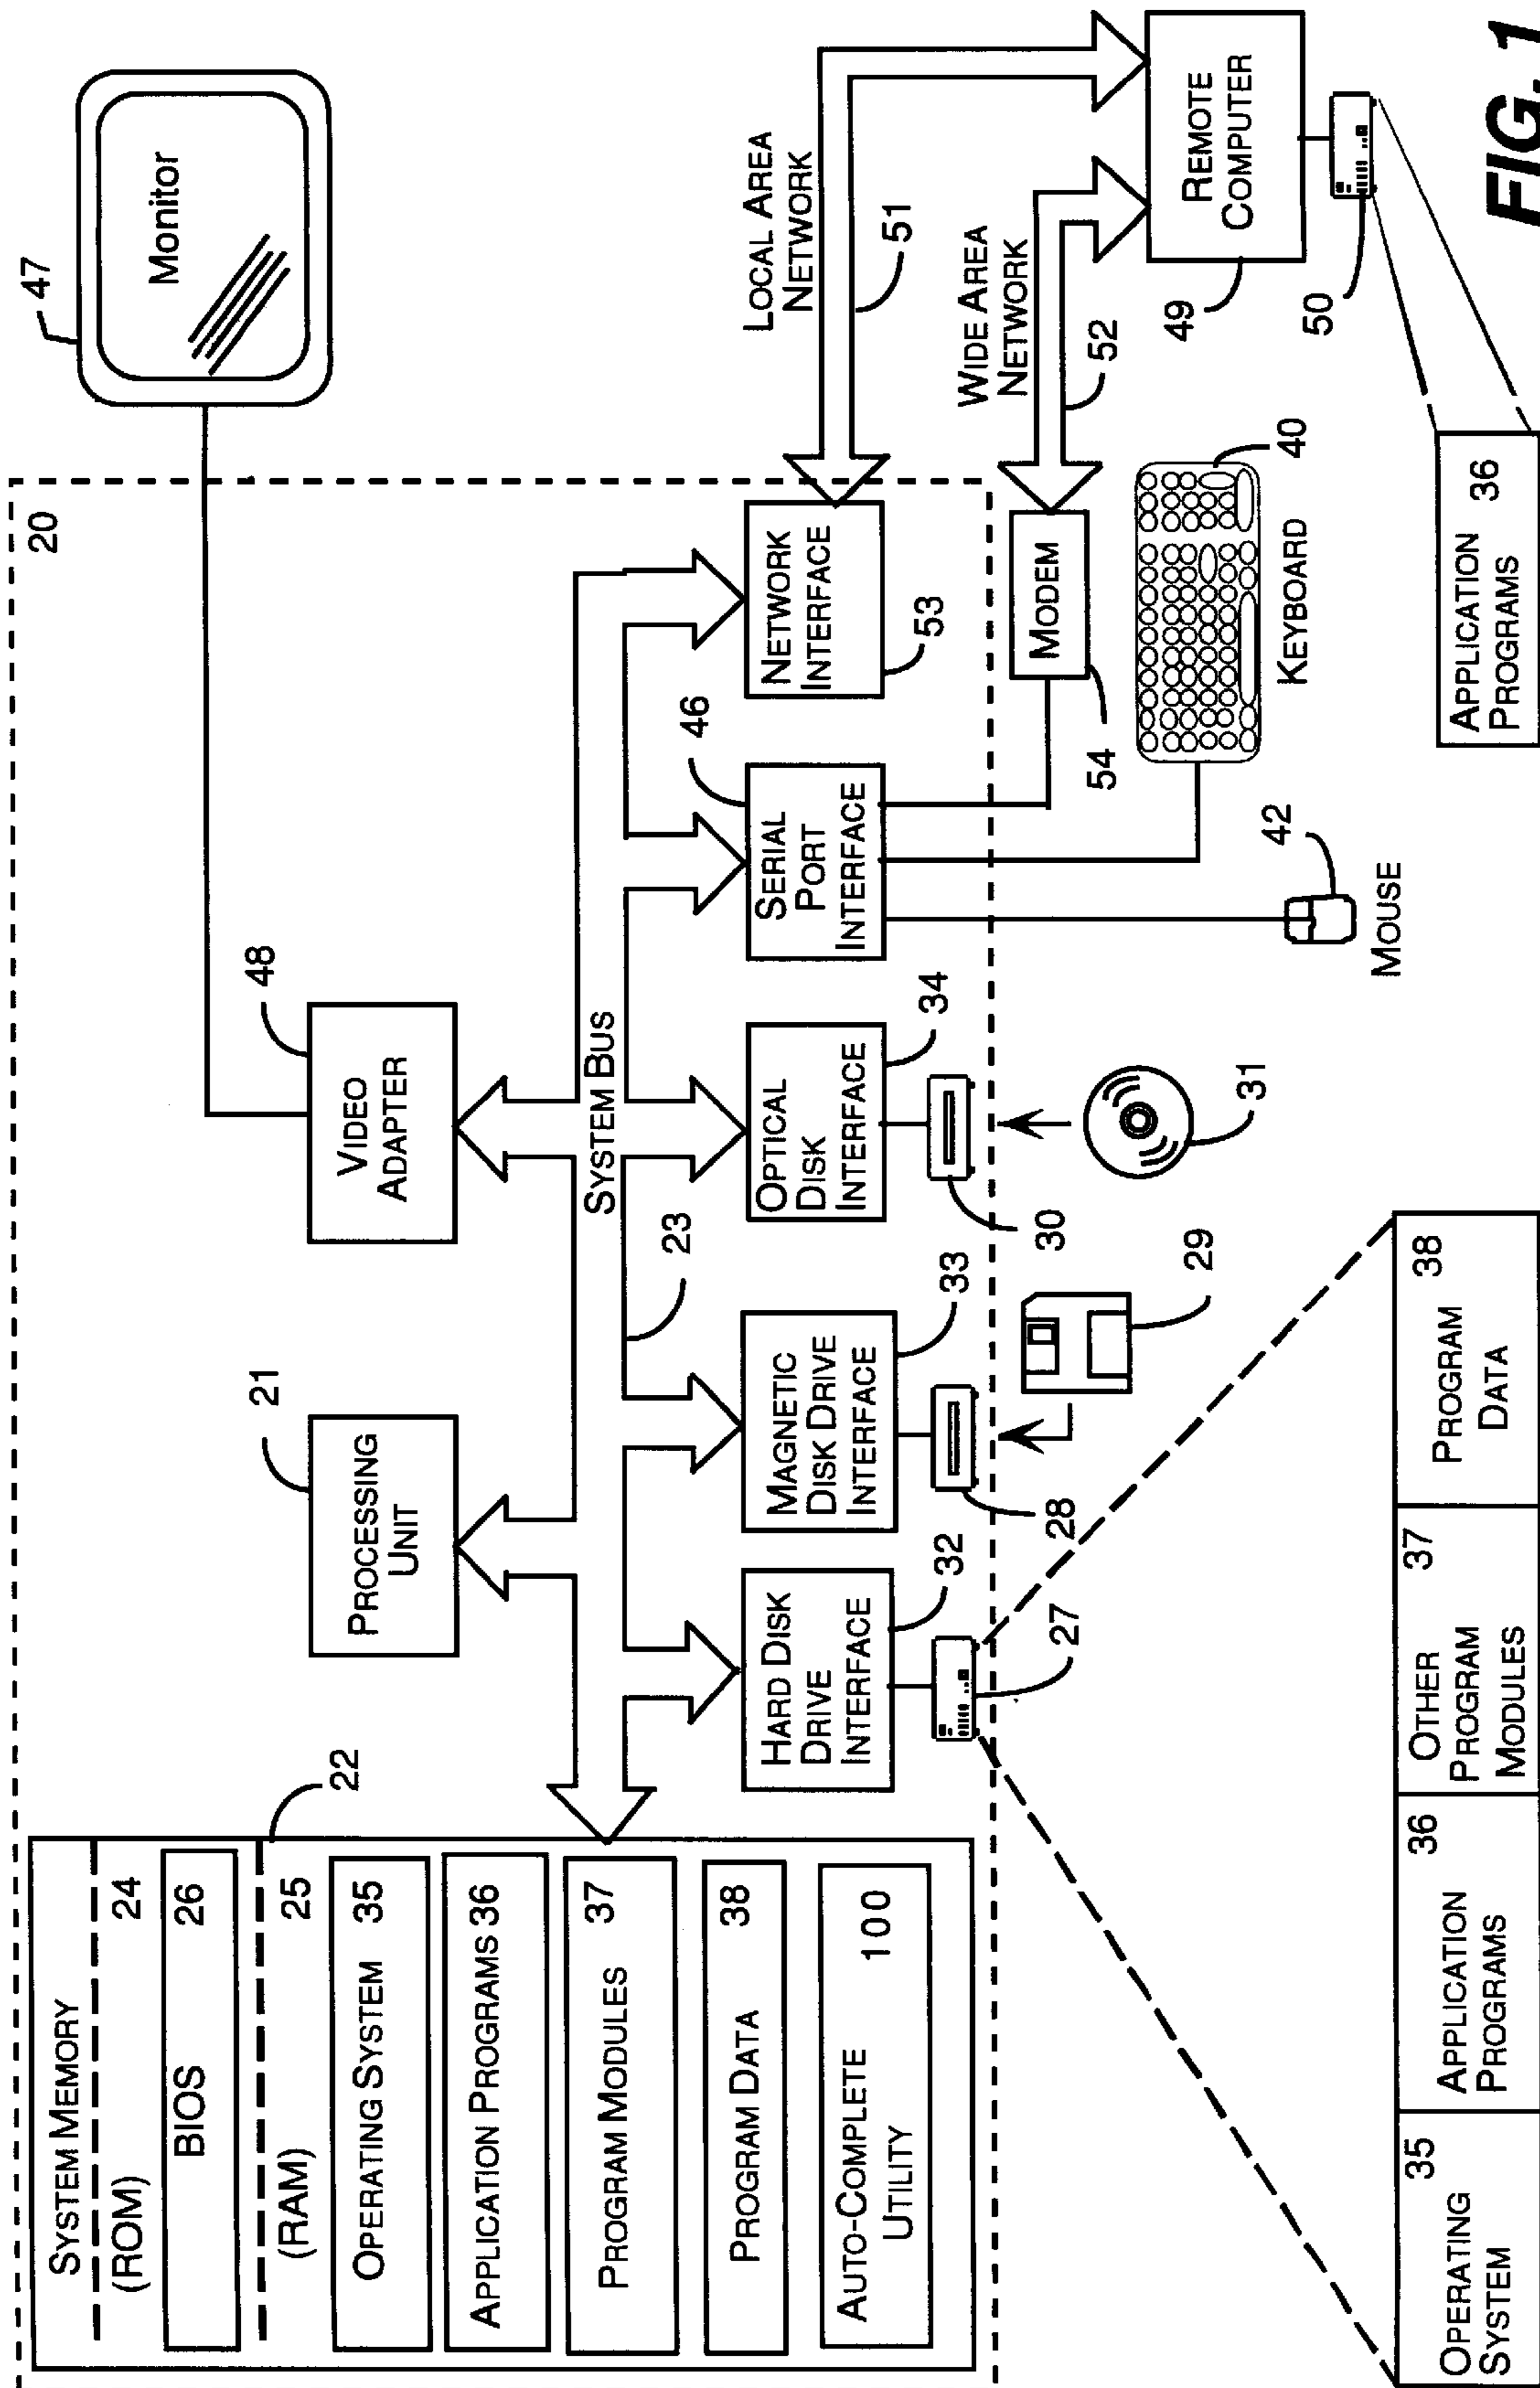 47
Monitor
20
SYSTEM MEMORY
(ROM) 24
BIOS 26
22
(RAM) 25
OPERATING SYSTEM 35
APPLICATION PROGRAMS 36
PROGRAM MODULES 37
PROGRAM DATA 38
AUTO-COMPLETE
UTILITY 100
21
PROCESSING
UNIT
48
VIDEO
ADAPTER
SYSTEM BUS
23
HARD DISK
DRIVE
INTERFACE
32
MAGNETIC
DISK DRIVE
INTERFACE
33
OPTICAL
DISK
INTERFACE
34
SERIAL
PORT
INTERFACE
46
NETWORK
INTERFACE
53
LOCAL AREA
NETWORK
51
27
28
30
MODEM
54
WIDE AREA
NETWORK
52
29
31
42
MOUSE
40
KEYBOARD
REMOTE
COMPUTER
49
50
OPERATING
SYSTEM
35
APPLICATION
PROGRAMS
36
OTHER
PROGRAM
MODULES
37
PROGRAM
DATA
38
APPLICATION
PROGRAMS
36
FIG. 1